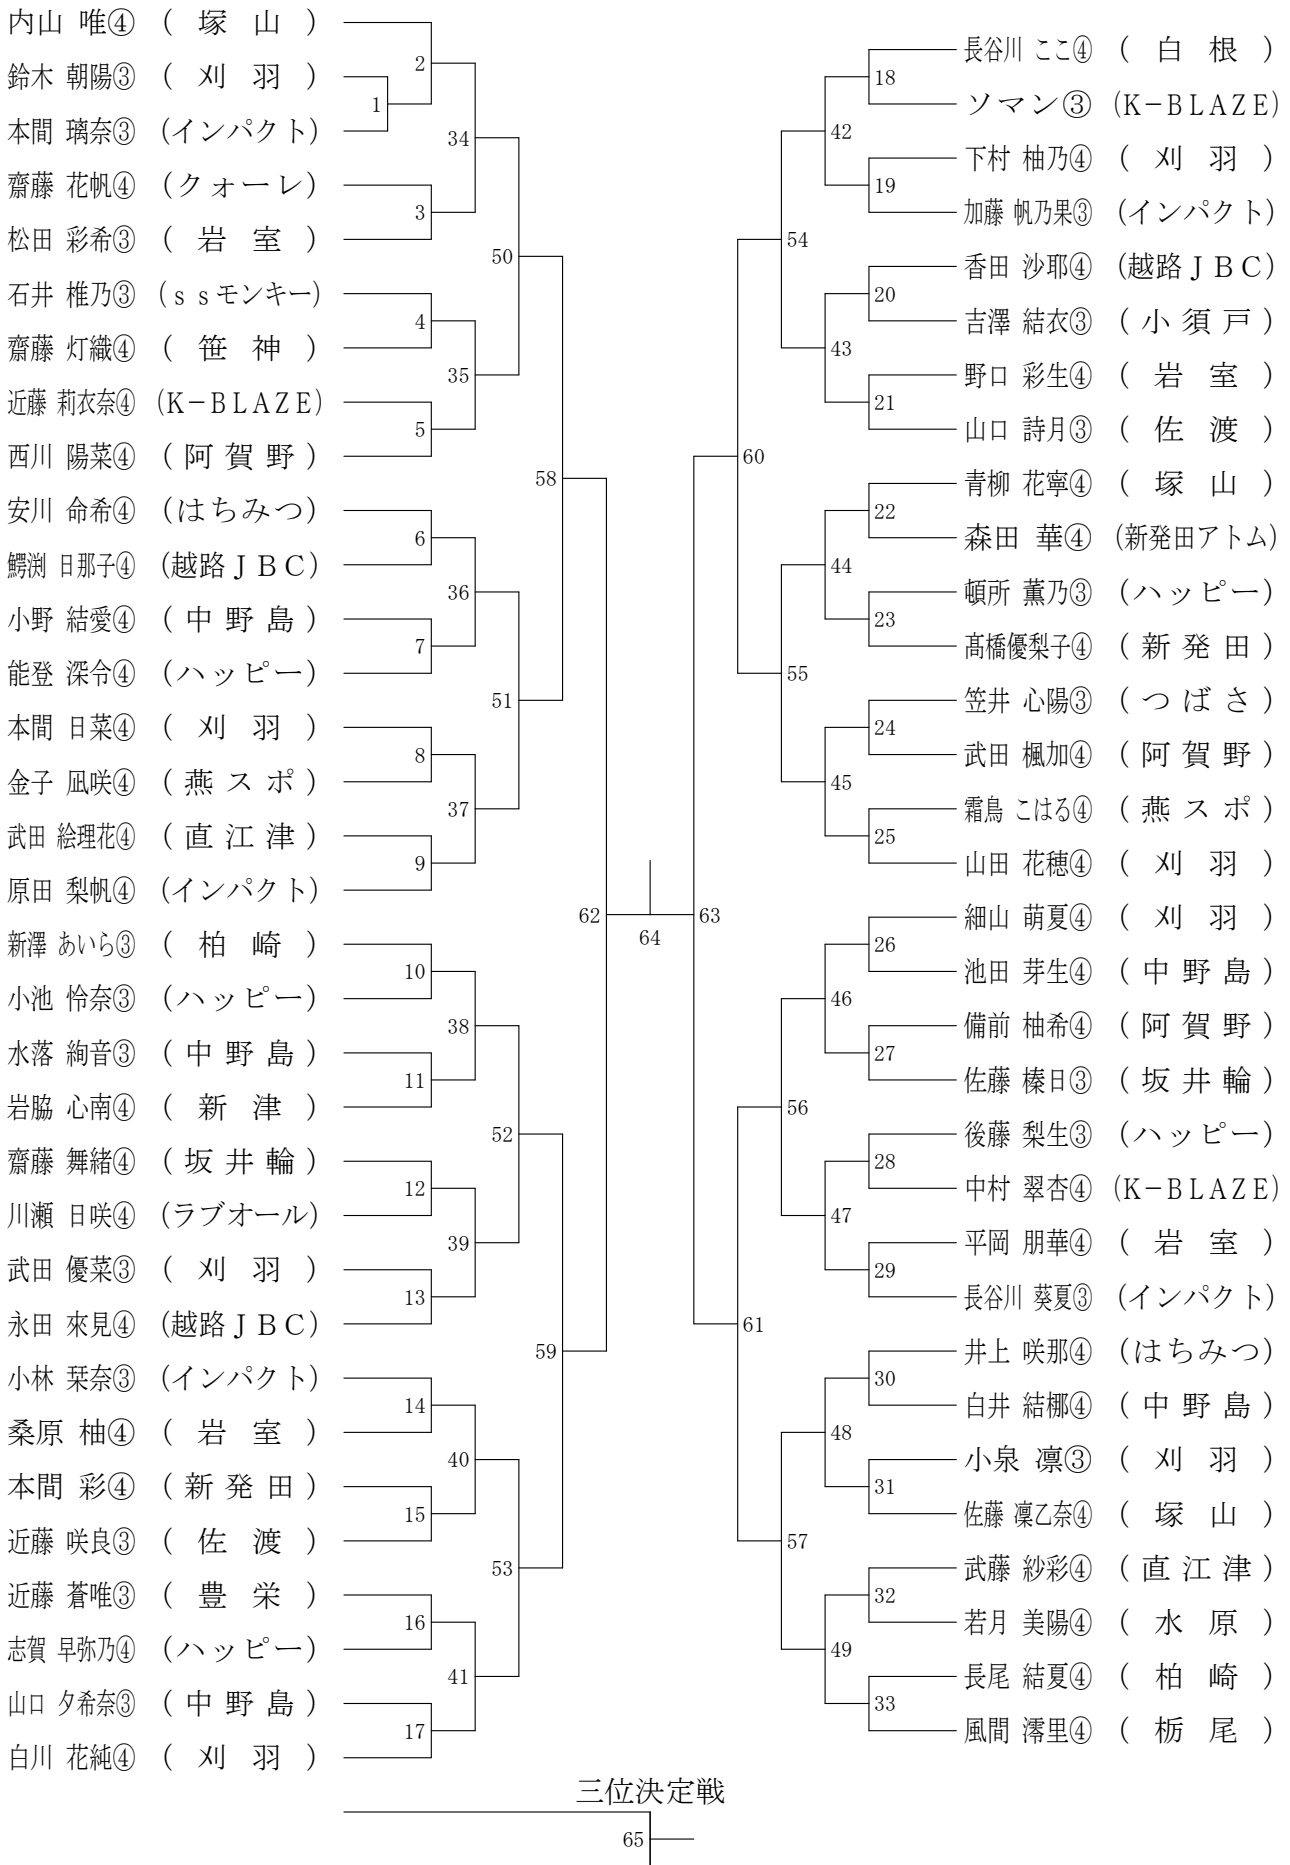 内山 唯④ ( 塚 山 )
鈴木 朝陽③ ( 刈 羽 )
本間 璃奈③ (インパクト)
齋藤 花帆④ (クォーレ)
松田 彩希③ ( 岩 室 )
石井 椎乃③ (ｓｓモンキー)
齋藤 灯織④ ( 笹 神 )
近藤 莉衣奈④ (K−BLAZE)
西川 陽菜④ ( 阿 賀 野 )
安川 命希④ (はちみつ)
鰐渕 日那子④ (越路ＪＢＣ)
小野 結愛④ ( 中 野 島 )
能登 深令④ (ハッピー)
本間 日菜④ ( 刈 羽 )
金子 凪咲④ ( 燕 ス ポ )
武田 絵理花④ ( 直 江 津 )
原田 梨帆④ (インパクト)
新澤 あいら③ ( 柏 崎 )
小池 怜奈③ (ハッピー)
水落 絢音③ ( 中 野 島 )
岩脇 心南④ ( 新 津 )
齋藤 舞緒④ ( 坂 井 輪 )
川瀬 日咲④ (ラブオール)
武田 優菜③ ( 刈 羽 )
永田 來見④ (越路ＪＢＣ)
小林 栞奈③ (インパクト)
桑原 柚④ ( 岩 室 )
本間 彩④ ( 新 発 田 )
近藤 咲良③ ( 佐 渡 )
近藤 蒼唯③ ( 豊 栄 )
志賀 早弥乃④ (ハッピー)
山口 夕希奈③ ( 中 野 島 )
白川 花純④ ( 刈 羽 )
1
2
3
4
5
6
7
8
9
10
11
12
13
14
15
16
17
34
35
36
37
38
39
40
41
50
51
52
53
58
59
62
64
63
60
61
54
55
56
57
42
43
44
45
46
47
48
49
18
19
20
21
22
23
24
25
26
27
28
29
30
31
32
33
長谷川 ここ④ ( 白 根 )
ソマン③ (K−BLAZE)
下村 柚乃④ ( 刈 羽 )
加藤 帆乃果③ (インパクト)
香田 沙耶④ (越路ＪＢＣ)
吉澤 結衣③ ( 小 須 戸 )
野口 彩生④ ( 岩 室 )
山口 詩月③ ( 佐 渡 )
青柳 花寧④ ( 塚 山 )
森田 華④ (新発田アトム)
頓所 薫乃③ (ハッピー)
髙橋優梨子④ ( 新 発 田 )
笠井 心陽③ ( つ ば さ )
武田 楓加④ ( 阿 賀 野 )
霜鳥 こはる④ ( 燕 ス ポ )
山田 花穂④ ( 刈 羽 )
細山 萌夏④ ( 刈 羽 )
池田 芽生④ ( 中 野 島 )
備前 柚希④ ( 阿 賀 野 )
佐藤 榛日③ ( 坂 井 輪 )
後藤 梨生③ (ハッピー)
中村 翠杏④ (K−BLAZE)
平岡 朋華④ ( 岩 室 )
長谷川 葵夏③ (インパクト)
井上 咲那④ (はちみつ)
白井 結梛④ ( 中 野 島 )
小泉 凛③ ( 刈 羽 )
佐藤 凜乙奈④ ( 塚 山 )
武藤 紗彩④ ( 直 江 津 )
若月 美陽④ ( 水 原 )
長尾 結夏④ ( 柏 崎 )
風間 澪里④ ( 栃 尾 )
三位決定戦
65